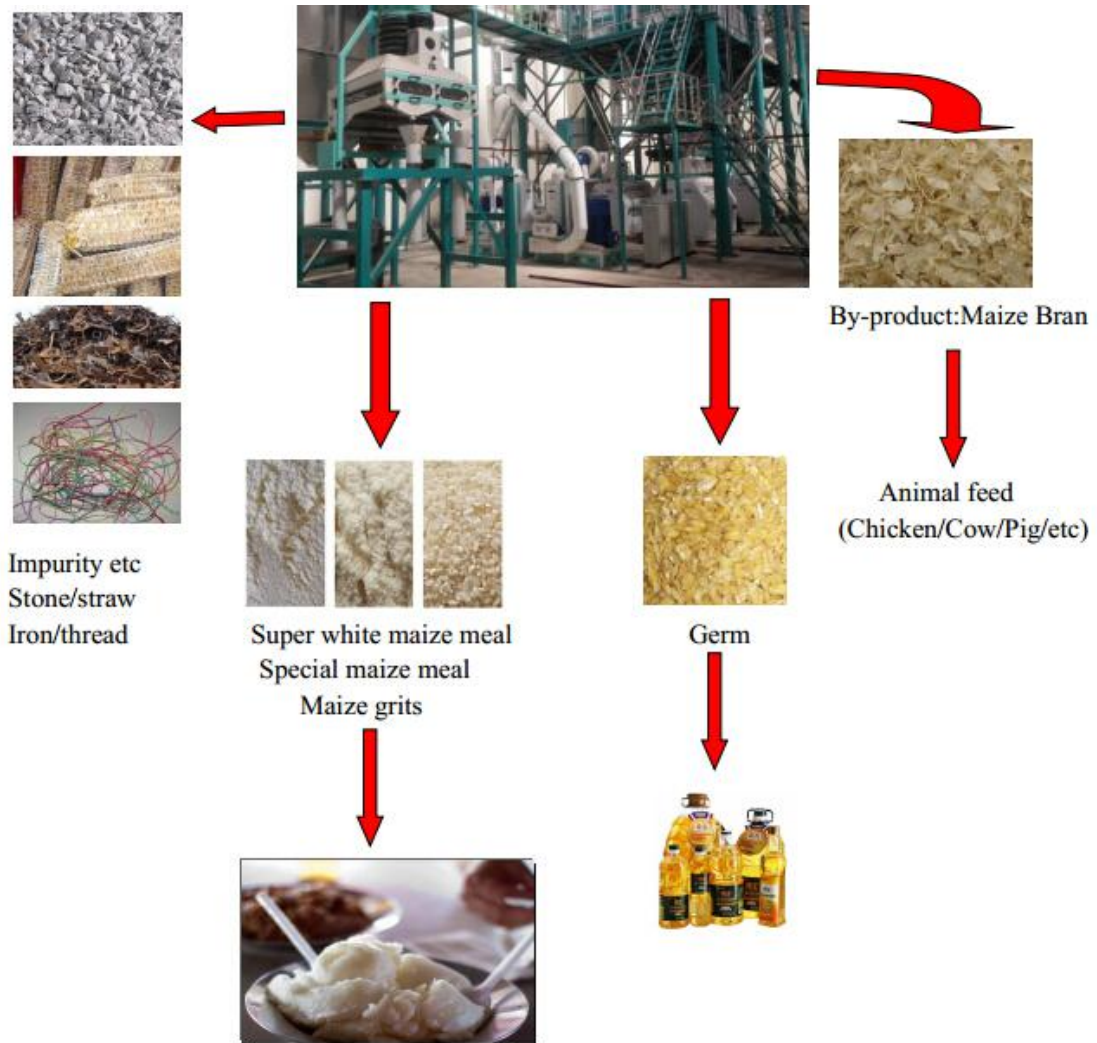 By-product:Maize Bran
Animal feed
(Chicken/Cow/Pig/etc)
Impurity etc
Stone/straw
Iron/thread
Super white maize meal
Special maize meal
Maize grits
Germ